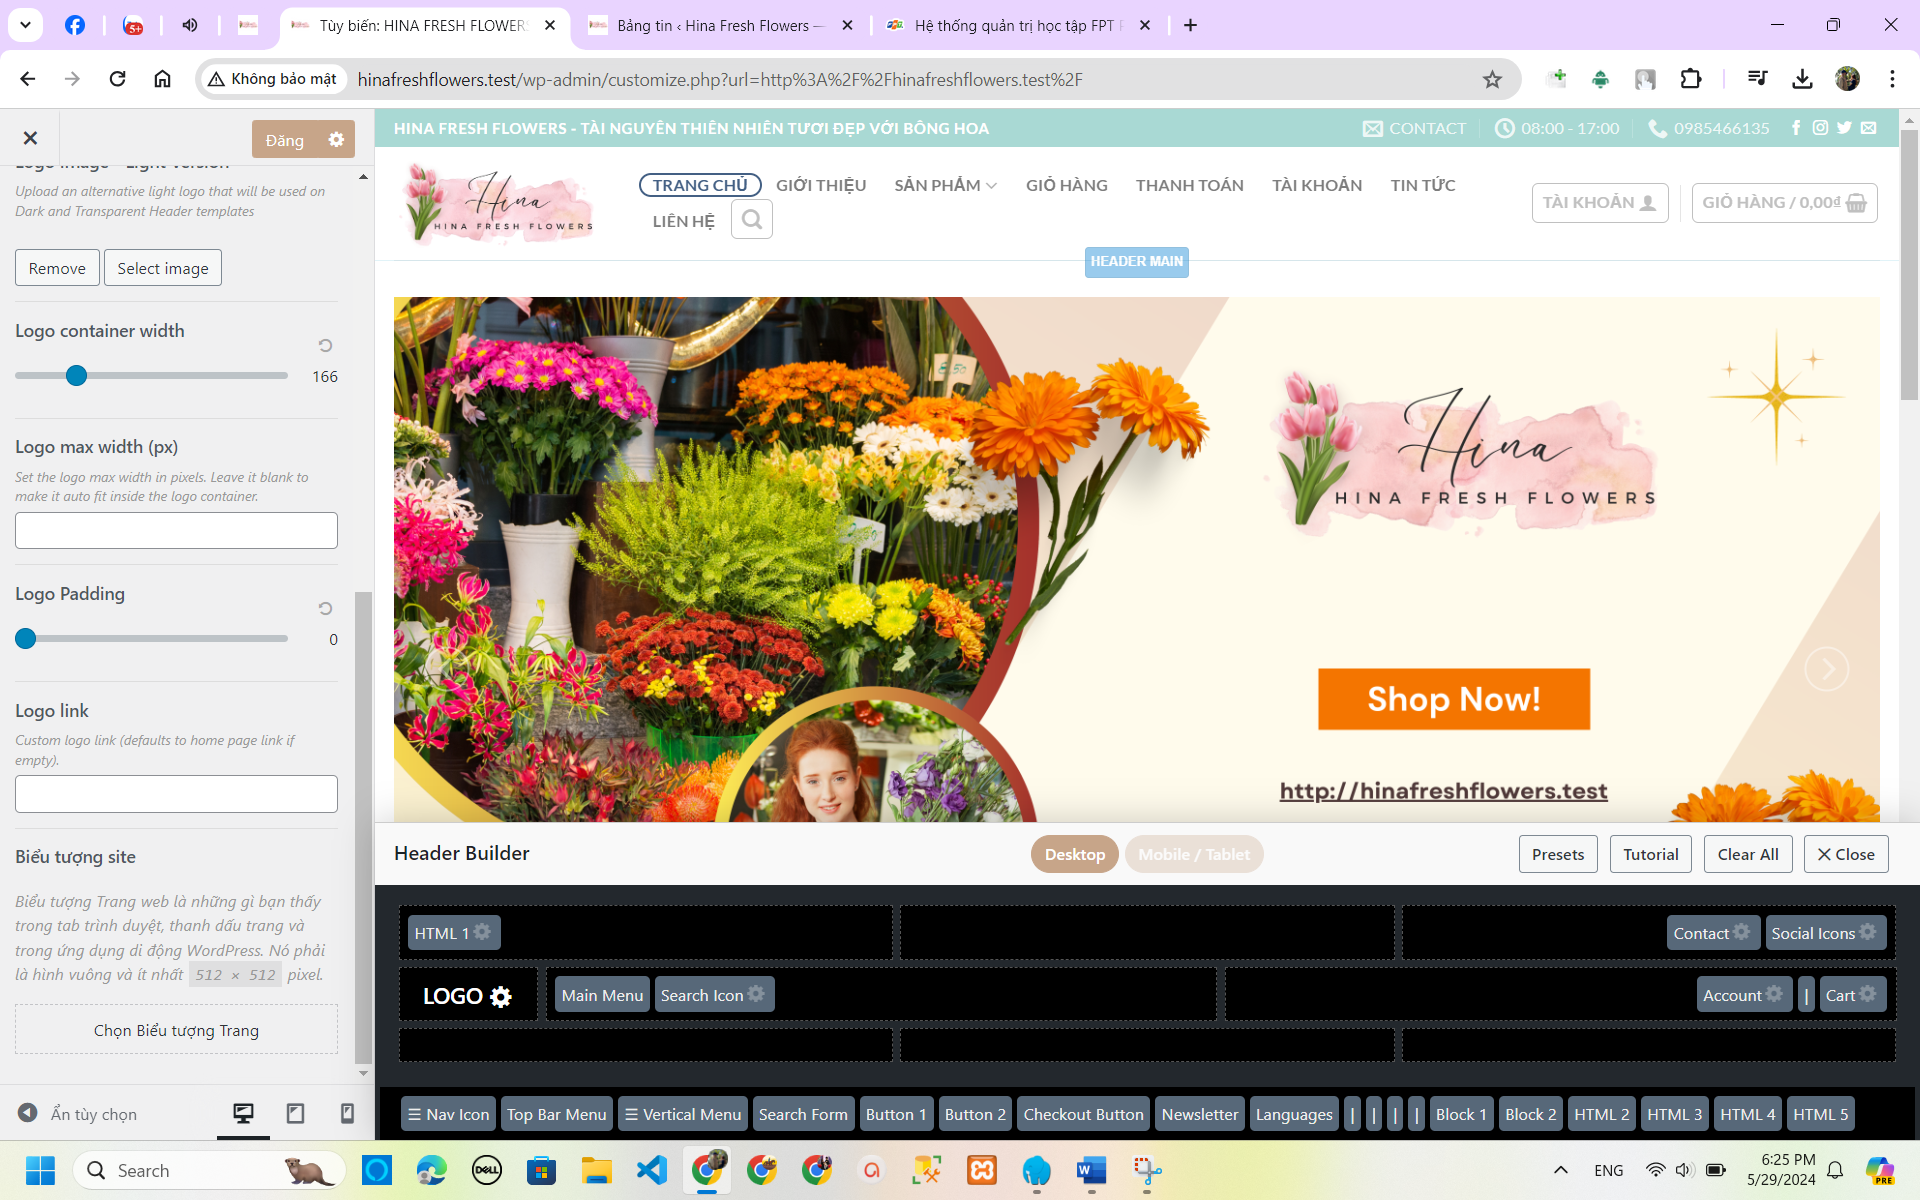 Tùy biến: HINA FRESH FLOWERS
Bảng tin ‹ Hina Fresh Flowers —
Hệ thống quản trị học tập FPT
5+
Không bảo mật
hinafreshflowers.test/wp-admin/customize.php?url=http%3A%2F%2Fhinafreshflowers.test%2F
Đăng
Logo image - Light version
Upload an alternative light logo that will be used on
Dark and Transparent Header templates
Remove
Select image
Logo container width
166
Logo max width (px)
Set the logo max width in pixels. Leave it blank to
make it auto fit inside the logo container.
Logo Padding
0
Logo link
Custom logo link (defaults to home page link if
empty).
Biểu tượng site
Biểu tượng Trang web là những gì bạn thấy
trong tab trình duyệt, thanh dấu trang và
trong ứng dụng di động WordPress. Nó phải
là hình vuông và ít nhất 512 × 512 pixel.
Chọn Biểu tượng Trang
Ẩn tùy chọn
HINA FRESH FLOWERS - TÀI NGUYÊN THIÊN NHIÊN TƯƠI ĐẸP VỚI BÔNG HOA
CONTACT
08:00 - 17:00
0985466135
Hina
HINA FRESH FLOWERS
TRANG CHỦ
GIỚI THIỆU
SẢN PHẨM
GIỎ HÀNG
THANH TOÁN
TÀI KHOẢN
TIN TỨC
LIÊN HỆ
TÀI KHOẢN
GIỎ HÀNG / 0,00₫
HEADER MAIN
Hina
HINA FRESH FLOWERS
Shop Now!
http://hinafreshflowers.test
Header Builder
Desktop
Mobile / Tablet
Presets
Tutorial
Clear All
Close
HTML 1
Contact
Social Icons
LOGO
Main Menu
Search Icon
Account
|
Cart
Nav Icon
Top Bar Menu
Vertical Menu
Search Form
Button 1
Button 2
Checkout Button
Newsletter
Languages
|
|
|
|
Block 1
Block 2
HTML 2
HTML 3
HTML 4
HTML 5
Search
DELL
ENG
6:25 PM
5/29/2024
PRE